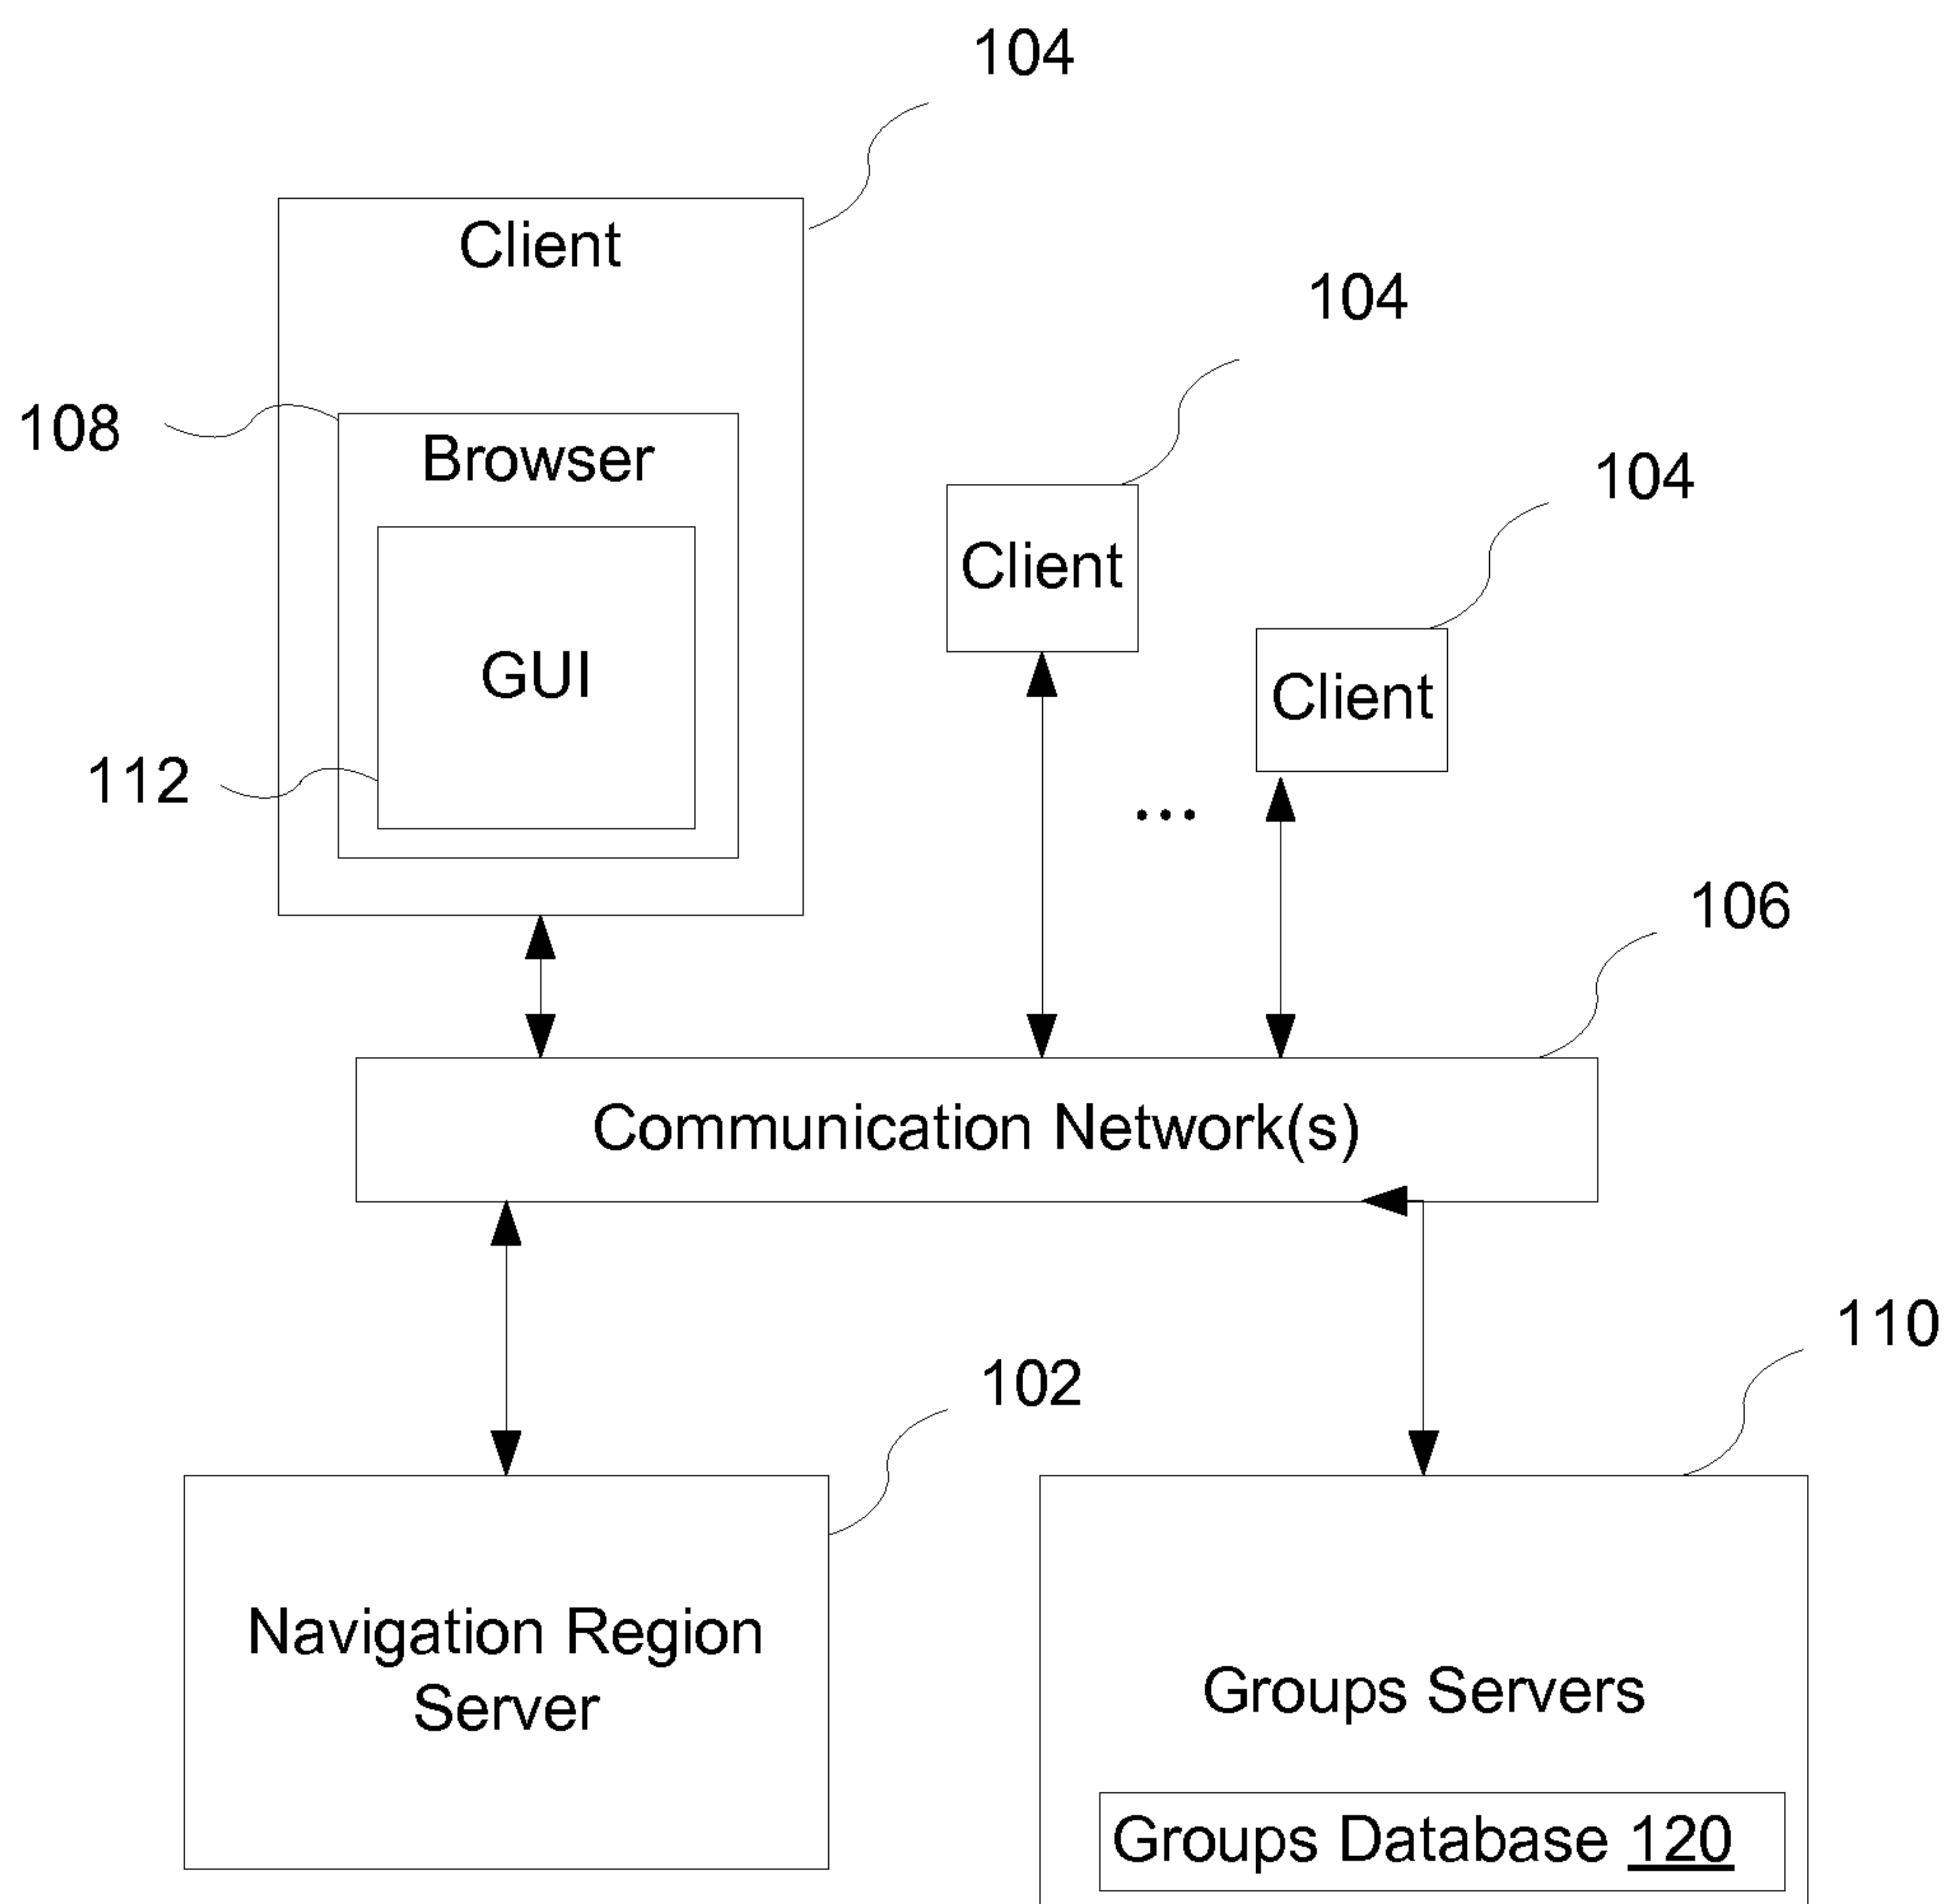 104
Client
104
108
Browser
104
Client
GUI
Client
112
...
106
Communication Network(s)
110
102
Navigation Region
Server
Groups Servers
Groups Database 120